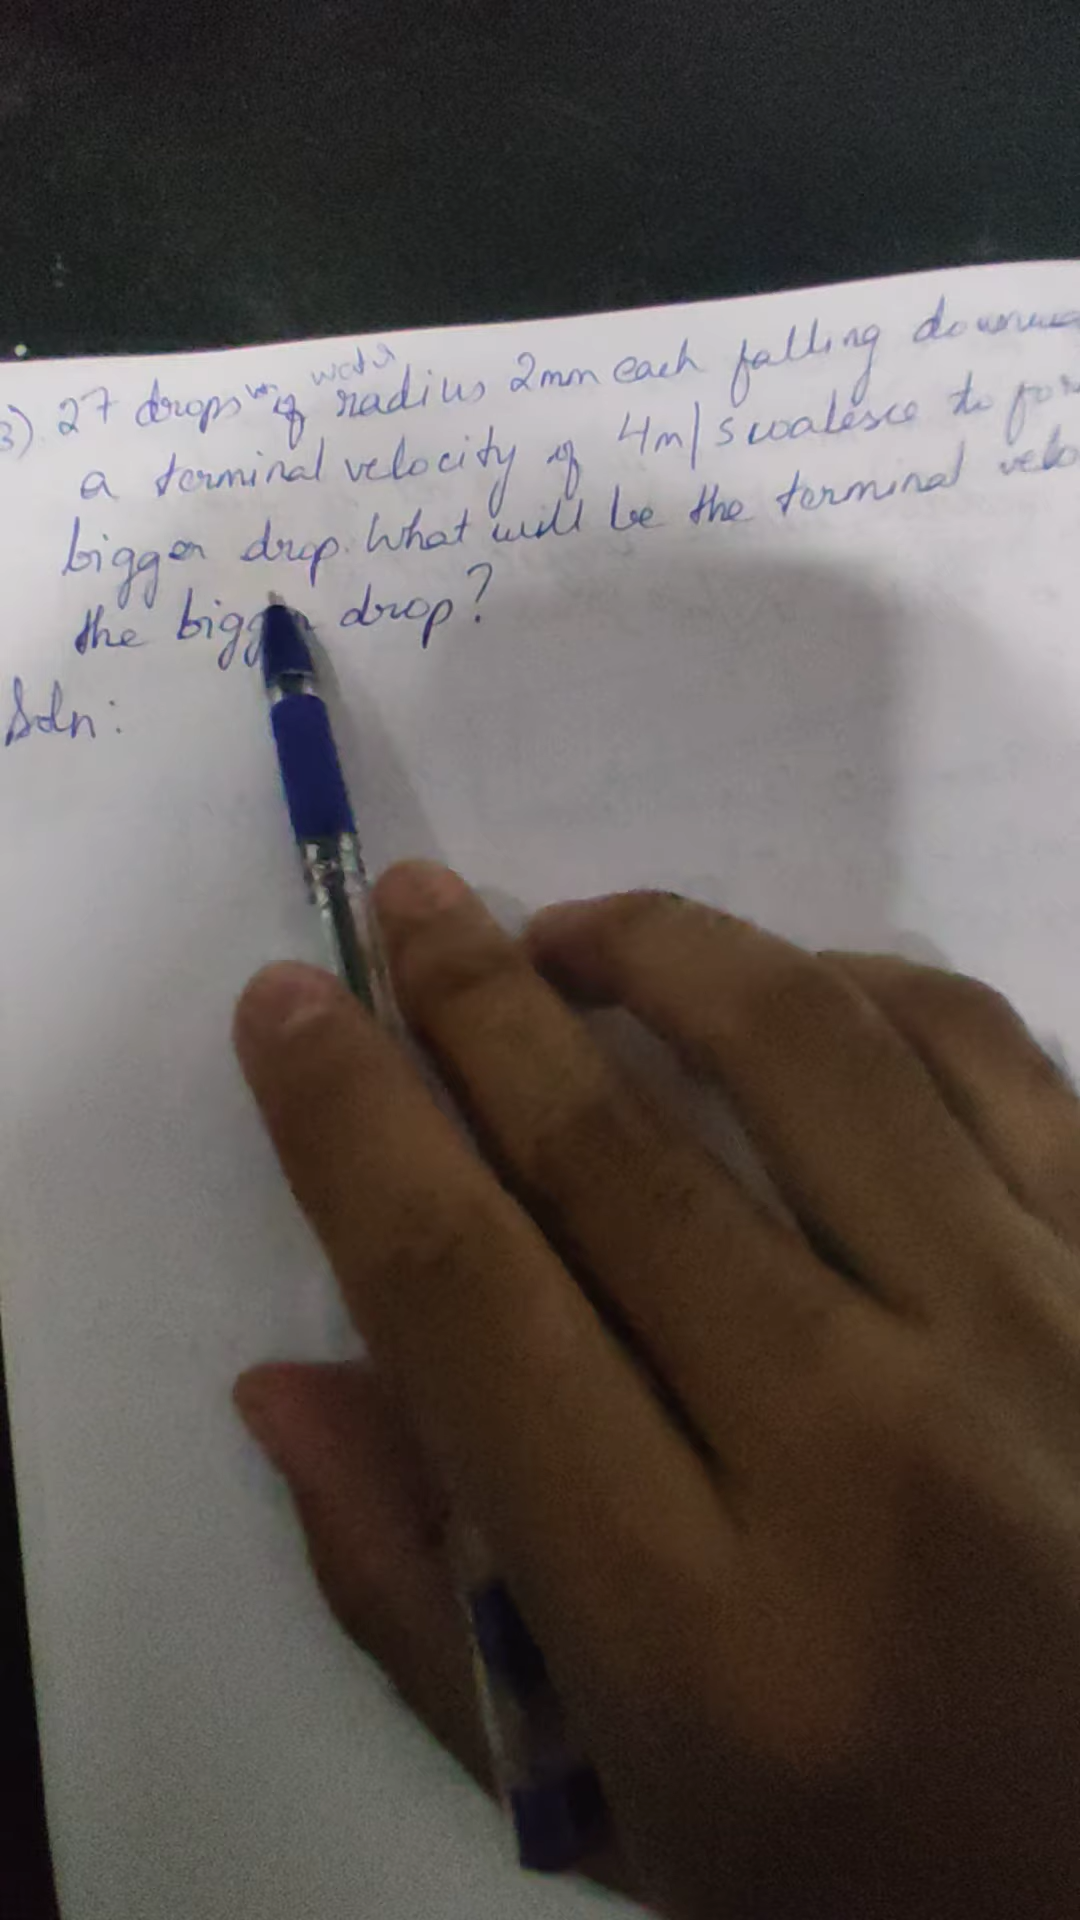 3). 27 drops of water radius 2mm each falling
a terminal velocity of 4m/s coalesce to
bigger drop. What will be the terminal
the bigger drop?
Soln: